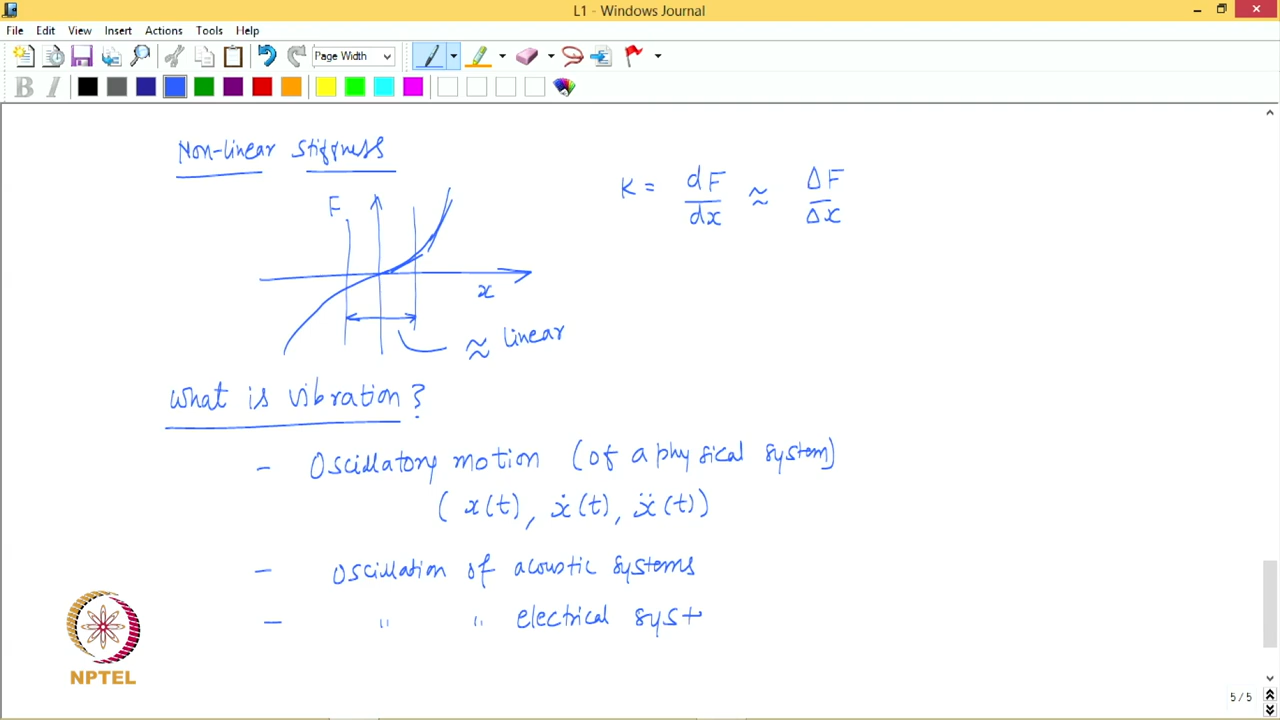 L1 - Windows Journal
File Edit View Insert Actions Tools Help
Page Width
B I
Non-linear stiffness
K = dF/dx ≈ ΔF/Δx
F
x
≈ linear
What is vibration?
- Oscillatory motion (of a physical system)
( x(t), ẋ(t), ẍ(t) )
- Oscillation of acoustic systems
- " " electrical syst
NPTEL
5 / 5